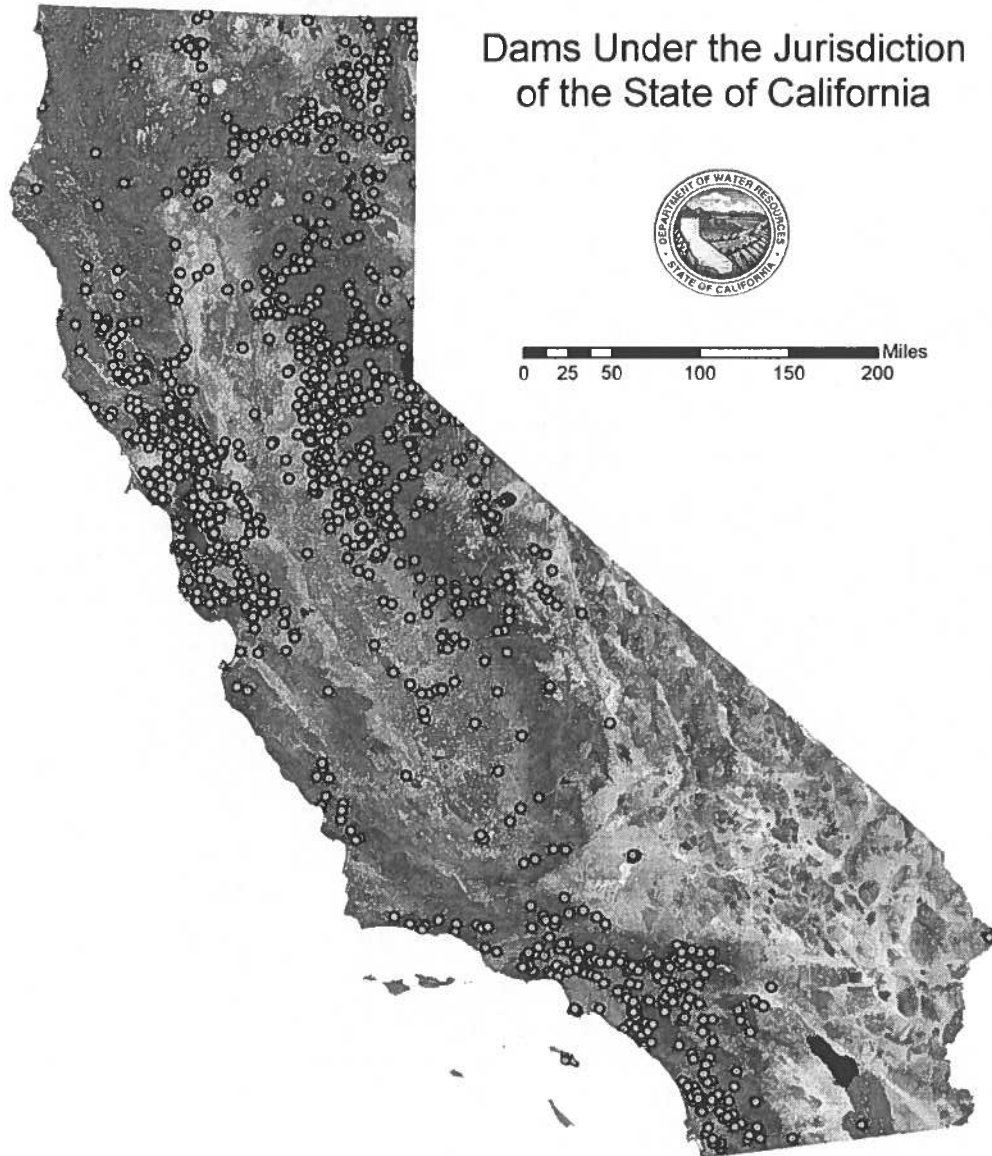 Dams Under the Jurisdiction
of the State of California
DEPARTMENT OF WATER RESOURCES
STATE OF CALIFORNIA
Miles
0 25 50 100 150 200